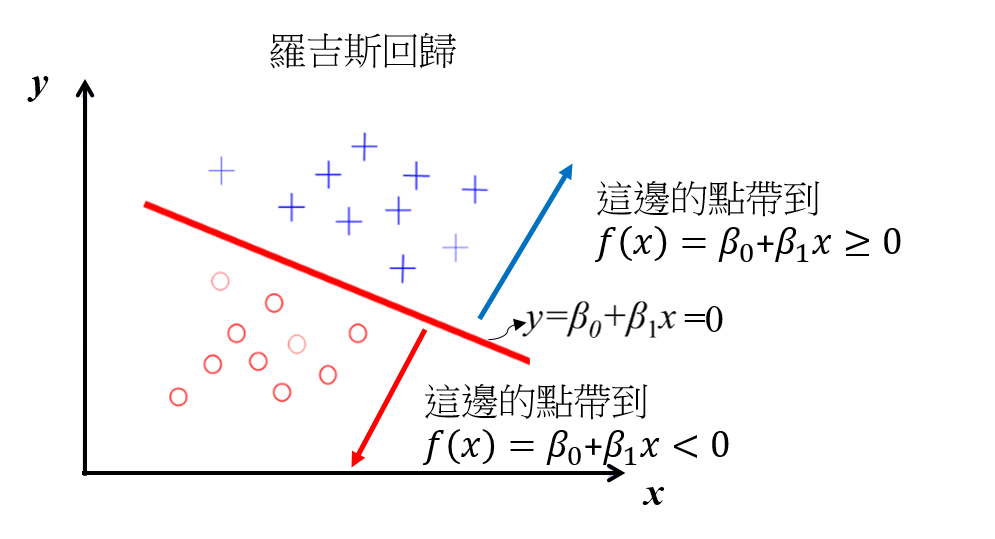 羅吉斯回歸
y
這邊的點帶到
f(x) = β₀+β₁x ≥ 0
y=β₀+β₁x =0
這邊的點帶到
f(x) = β₀+β₁x < 0
x